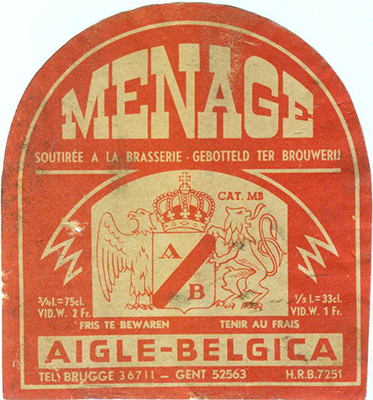 MENAGE
SOUTIRÉE A LA BRASSERIE · GEBOTTELD TER BROUWERIJ
CAT. MB
A
B
3/4 l. = 75cl.
VID.W. 2 Fr.
1/3 l. = 33cl.
VID.W. 1 Fr.
FRIS TE BEWAREN TENIR AU FRAIS
AIGLE-BELGICA
TEL. BRUGGE 36711 — GENT 52563 H.R.B.7251